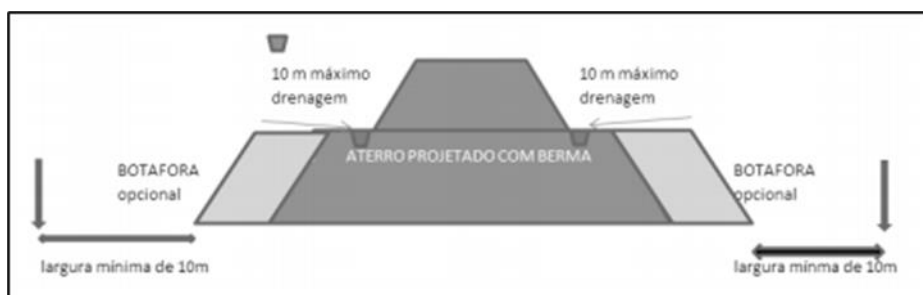 10 m máximo
drenagem
10 m máximo
drenagem
ATERRO PROJETADO COM BERMA
BOTAFORA
opcional
BOTAFORA
opcional
largura mínima de 10m
largura mínma de 10m